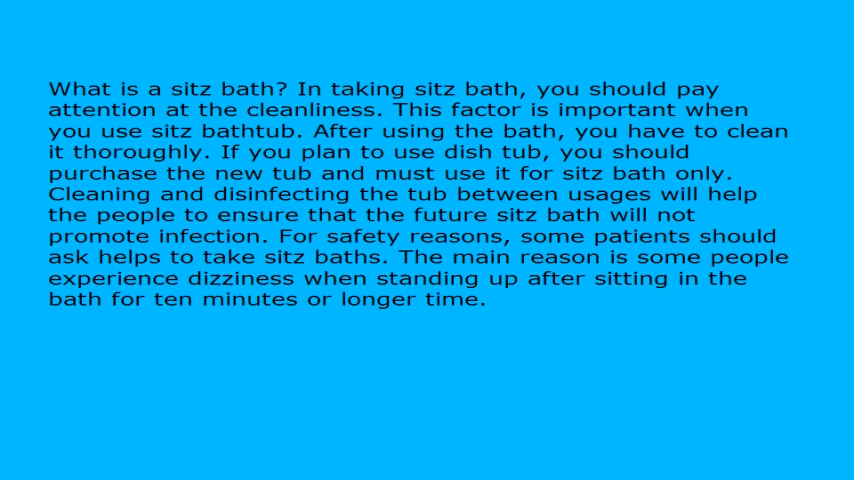 What is a sitz bath? In taking sitz bath, you should pay
attention at the cleanliness. This factor is important when
you use sitz bathtub. After using the bath, you have to clean
it thoroughly. If you plan to use dish tub, you should
purchase the new tub and must use it for sitz bath only.
Cleaning and disinfecting the tub between usages will help
the people to ensure that the future sitz bath will not
promote infection. For safety reasons, some patients should
ask helps to take sitz baths. The main reason is some people
experience dizziness when standing up after sitting in the
bath for ten minutes or longer time.